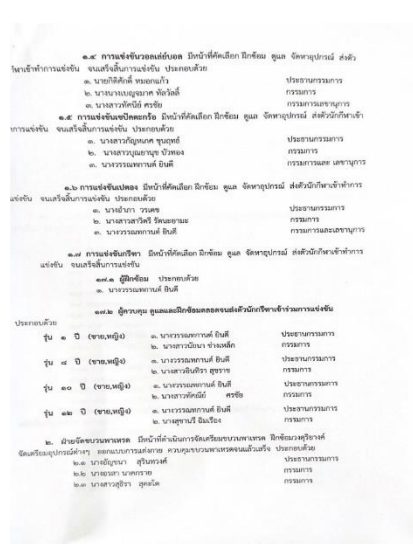 ๑.๔ การแข่งขันวอลเลย์บอล มีหน้าที่คัดเลือก ฝึกซ้อม ดูแล จัดหาอุปกรณ์ ส่งตัว
กีฬาเข้าทำการแข่งขัน จนเสร็จสิ้นการแข่งขัน ประกอบด้วย
๑. นายกิติศักดิ์ หมอกแก้ว ประธานกรรมการ
๒. นางนางเบญจมาศ กรรมการ
๓. นางสาวทัศนีย์ ศรชัย กรรมการเลขานุการ
๑.๕ การแข่งขันเซปักตะกร้อ มีหน้าที่คัดเลือก ฝึกซ้อม ดูแล จัดหาอุปกรณ์ ส่งตัวนักกีฬาเข้า
การแข่งขัน จนเสร็จสิ้นการแข่งขัน ประกอบด้วย
๑. ประธานกรรมการ
๒. บัวทอง กรรมการ
๓. นางวรรณทกานต์ ยินดี กรรมการและ เลขานุการ
๑.๖ การแข่งขันเปตอง มีหน้าที่คัดเลือก ฝึกซ้อม ดูแล จัดหาอุปกรณ์ ส่งตัวนักกีฬาเข้าทำการ
แข่งขัน จนเสร็จสิ้นการแข่งขัน ประกอบด้วย
๑. นางอำภา วรเดช ประธานกรรมการ
๒. นางสาวสาวิตรี รัตนะยามะ กรรมการ
๓. นางวรรณทกานต์ ยินดี กรรมการและเลขานุการ
๑.๗ การแข่งขันกรีฑา มีหน้าที่คัดเลือก ฝึกซ้อม ดูแล จัดหาอุปกรณ์ ส่งตัวนักกีฬาเข้าทำการ
แข่งขัน จนเสร็จสิ้นการแข่งขัน
๑๗.๑ ผู้ฝึกซ้อม ประกอบด้วย
๑. นางวรรณทกานต์ ยินดี
๑๗.๒ ผู้ควบคุม ดูแลและฝึกซ้อมตลอดจนส่งตัวนักกรีฑาเข้าร่วมการแข่งขัน
ประกอบด้วย
รุ่น ๑ ปี (ชาย,หญิง) ๑. นางวรรณทกานต์ ยินดี ประธานกรรมการ
๒. นางสาวนัยนา ช่างเหล็ก กรรมการ
รุ่น ๘ ปี (ชาย,หญิง) ๑. นางวรรณทกานต์ ยินดี ประธานกรรมการ
๒. นางสาวอินทิรา สุขราช กรรมการ
รุ่น ๑๐ ปี (ชาย,หญิง) ๑. นางวรรณทกานต์ ยินดี ประธานกรรมการ
๒. นางสาวทัศนีย์ ศรชัย กรรมการ
รุ่น ๑๒ ปี (ชาย,หญิง) ๑. นางวรรณทกานต์ ยินดี ประธานกรรมการ
๒. นางสุชานรี ฉิมเรือง กรรมการ
๒. ฝ่ายจัดขบวนพาเหรด มีหน้าที่ดำเนินการจัดเตรียมขบวนพาเหรด ฝึกซ้อมวงดุริยางค์
จัดเตรียมอุปกรณ์ต่างๆ ออกแบบการแต่งกาย ควบคุมขบวนพาเหรดจนแล้วเสร็จ ประกอบด้วย
๒.๑ นางอัญชนา สุรินทวงค์ ประธานกรรมการ
๒.๒ นางอรสา นาคกราย กรรมการ
๒.๓ นางสาวสุธิรา สุดะโต กรรมการ